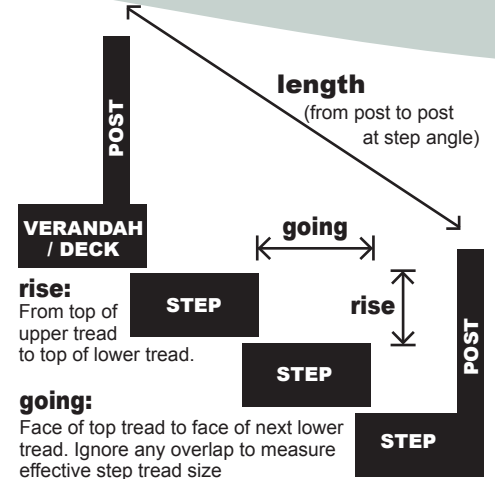 length
(from post to post
at step angle)
POST
VERANDAH
/ DECK
going
rise:
From top of
upper tread
to top of lower tread.
STEP
rise
STEP
POST
going:
Face of top tread to face of next lower
tread. Ignore any overlap to measure
effective step tread size
STEP